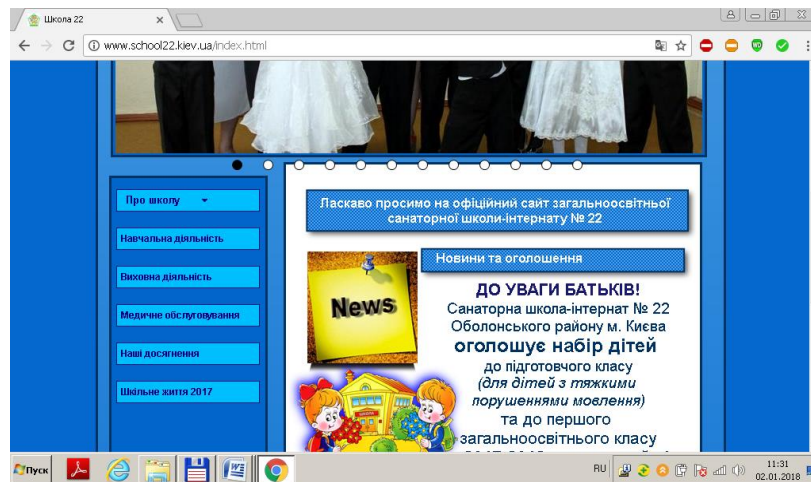 Школа 22
www.school22.kiev.ua/index.html
Про школу
Навчальна діяльність
Виховна діяльність
Медичне обслуговування
Наші досягнення
Шкільне життя 2017
Ласкаво просимо на офіційний сайт загальноосвітньої
санаторної школи-інтернату № 22
Новини та оголошення
News
ДО УВАГИ БАТЬКІВ!
Санаторна школа-інтернат № 22
Оболонського району м. Києва
оголошує набір дітей
до підготовчого класу
(для дітей з тяжкими
порушеннями мовлення)
та до першого
загальноосвітнього класу
Пуск
RU
11:31
02.01.2018